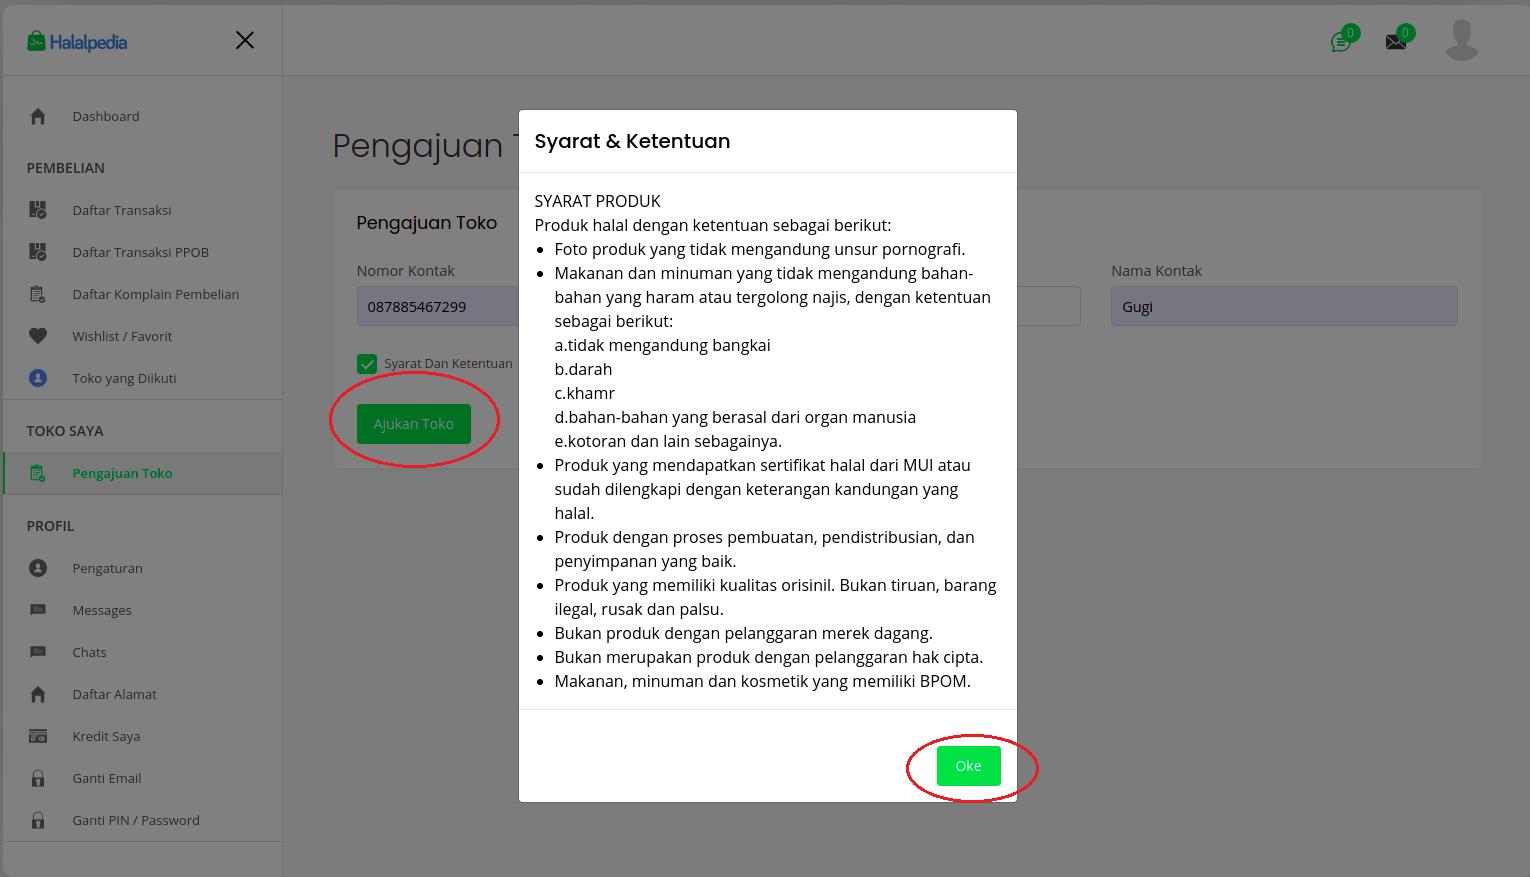 Halalpedia
0
0
Dashboard
PEMBELIAN
Daftar Transaksi
Daftar Transaksi PPOB
Daftar Komplain Pembelian
Wishlist / Favorit
Toko yang Diikuti
TOKO SAYA
Pengajuan Toko
PROFIL
Pengaturan
Messages
Chats
Daftar Alamat
Kredit Saya
Ganti Email
Ganti PIN / Password
Pengajuan
Pengajuan Toko
Nomor Kontak
087885467299
Nama Kontak
Gugi
Syarat Dan Ketentuan
Ajukan Toko
Syarat & Ketentuan
SYARAT PRODUK
Produk halal dengan ketentuan sebagai berikut:
• Foto produk yang tidak mengandung unsur pornografi.
• Makanan dan minuman yang tidak mengandung bahan-
bahan yang haram atau tergolong najis, dengan ketentuan
sebagai berikut:
a.tidak mengandung bangkai
b.darah
c.khamr
d.bahan-bahan yang berasal dari organ manusia
e.kotoran dan lain sebagainya.
• Produk yang mendapatkan sertifikat halal dari MUI atau
sudah dilengkapi dengan keterangan kandungan yang
halal.
• Produk dengan proses pembuatan, pendistribusian, dan
penyimpanan yang baik.
• Produk yang memiliki kualitas orisinil. Bukan tiruan, barang
ilegal, rusak dan palsu.
• Bukan produk dengan pelanggaran merek dagang.
• Bukan merupakan produk dengan pelanggaran hak cipta.
• Makanan, minuman dan kosmetik yang memiliki BPOM.
Oke